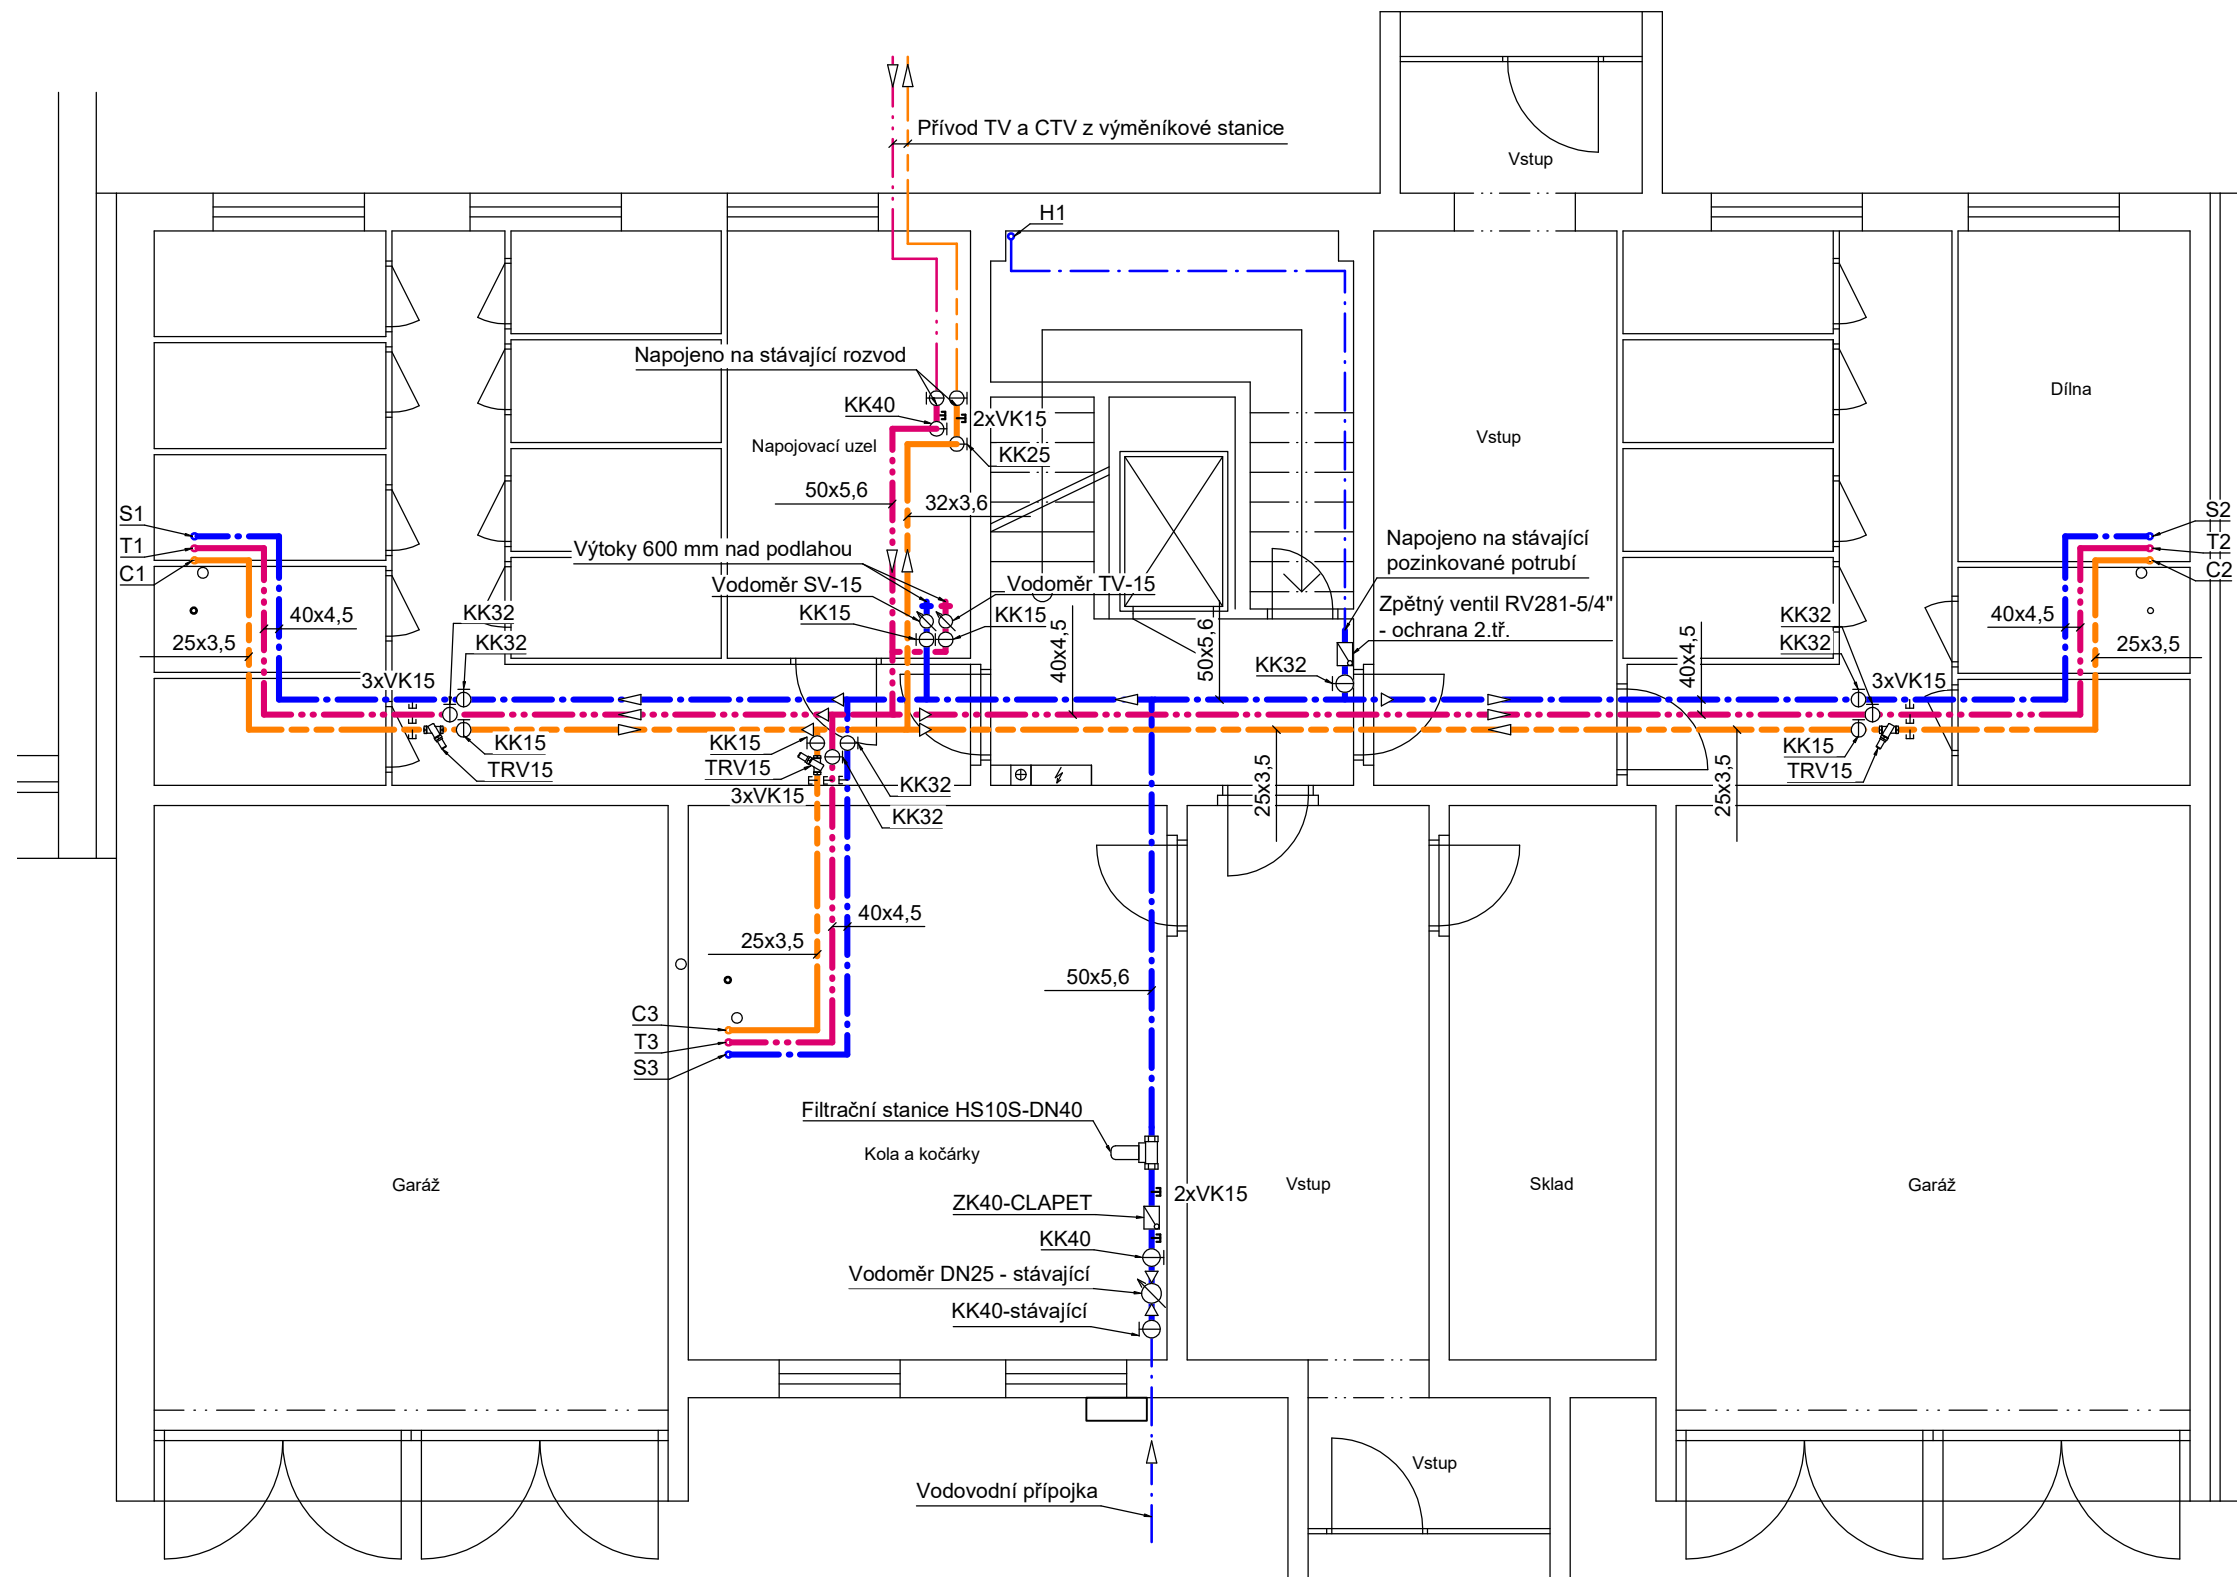 Přívod TV a CTV z výměníkové stanice
Vstup
H1
Napojeno na stávající rozvod
KK40
2xVK15
Napojovací uzel
KK25
50x5,6
32x3,6
Vstup
Dílna
S1
T1
C1
S2
T2
C2
Výtoky 600 mm nad podlahou
Vodoměr SV-15
Vodoměr TV-15
KK15
KK15
Napojeno na stávající
pozinkované potrubí
Zpětný ventil RV281-5/4"
- ochrana 2.tř.
KK32
40x4,5
25x3,5
KK32
KK32
3xVK15
KK15
TRV15
40x4,5
50x5,6
KK32
KK32
40x4,5
40x4,5
25x3,5
3xVK15
KK15
TRV15
KK15
TRV15
3xVK15
KK32
KK32
25x3,5
25x3,5
40x4,5
25x3,5
50x5,6
C3
T3
S3
Filtrační stanice HS10S-DN40
Kola a kočárky
2xVK15
ZK40-CLAPET
KK40
Vodoměr DN25 - stávající
KK40-stávající
Garáž
Vstup
Sklad
Garáž
Vstup
Vodovodní přípojka